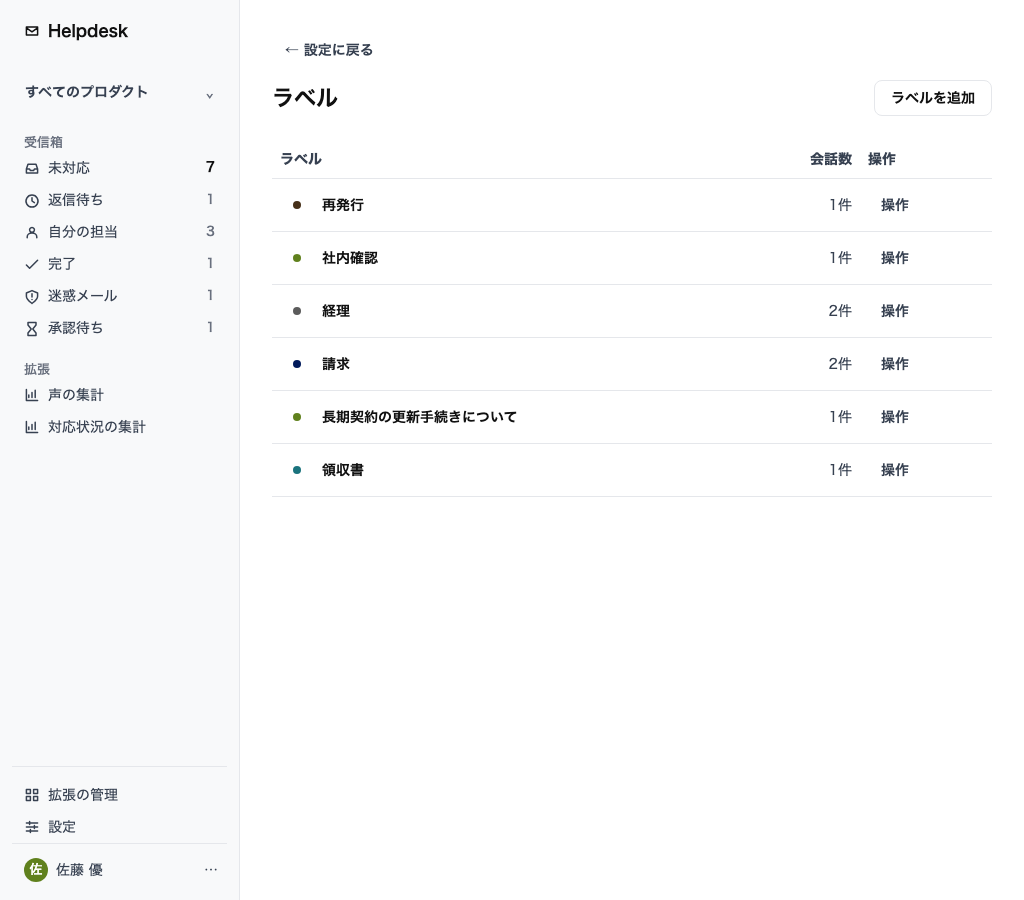 Helpdesk
すべてのプロダクト
受信箱
未対応 7
返信待ち 1
自分の担当 3
完了 1
迷惑メール 1
承認待ち 1
拡張
声の集計
対応状況の集計
拡張の管理
設定
佐 佐藤 優 …
← 設定に戻る
ラベル
ラベルを追加
ラベル 会話数 操作
再発行 1件 操作
社内確認 1件 操作
経理 2件 操作
請求 2件 操作
長期契約の更新手続きについて 1件 操作
領収書 1件 操作